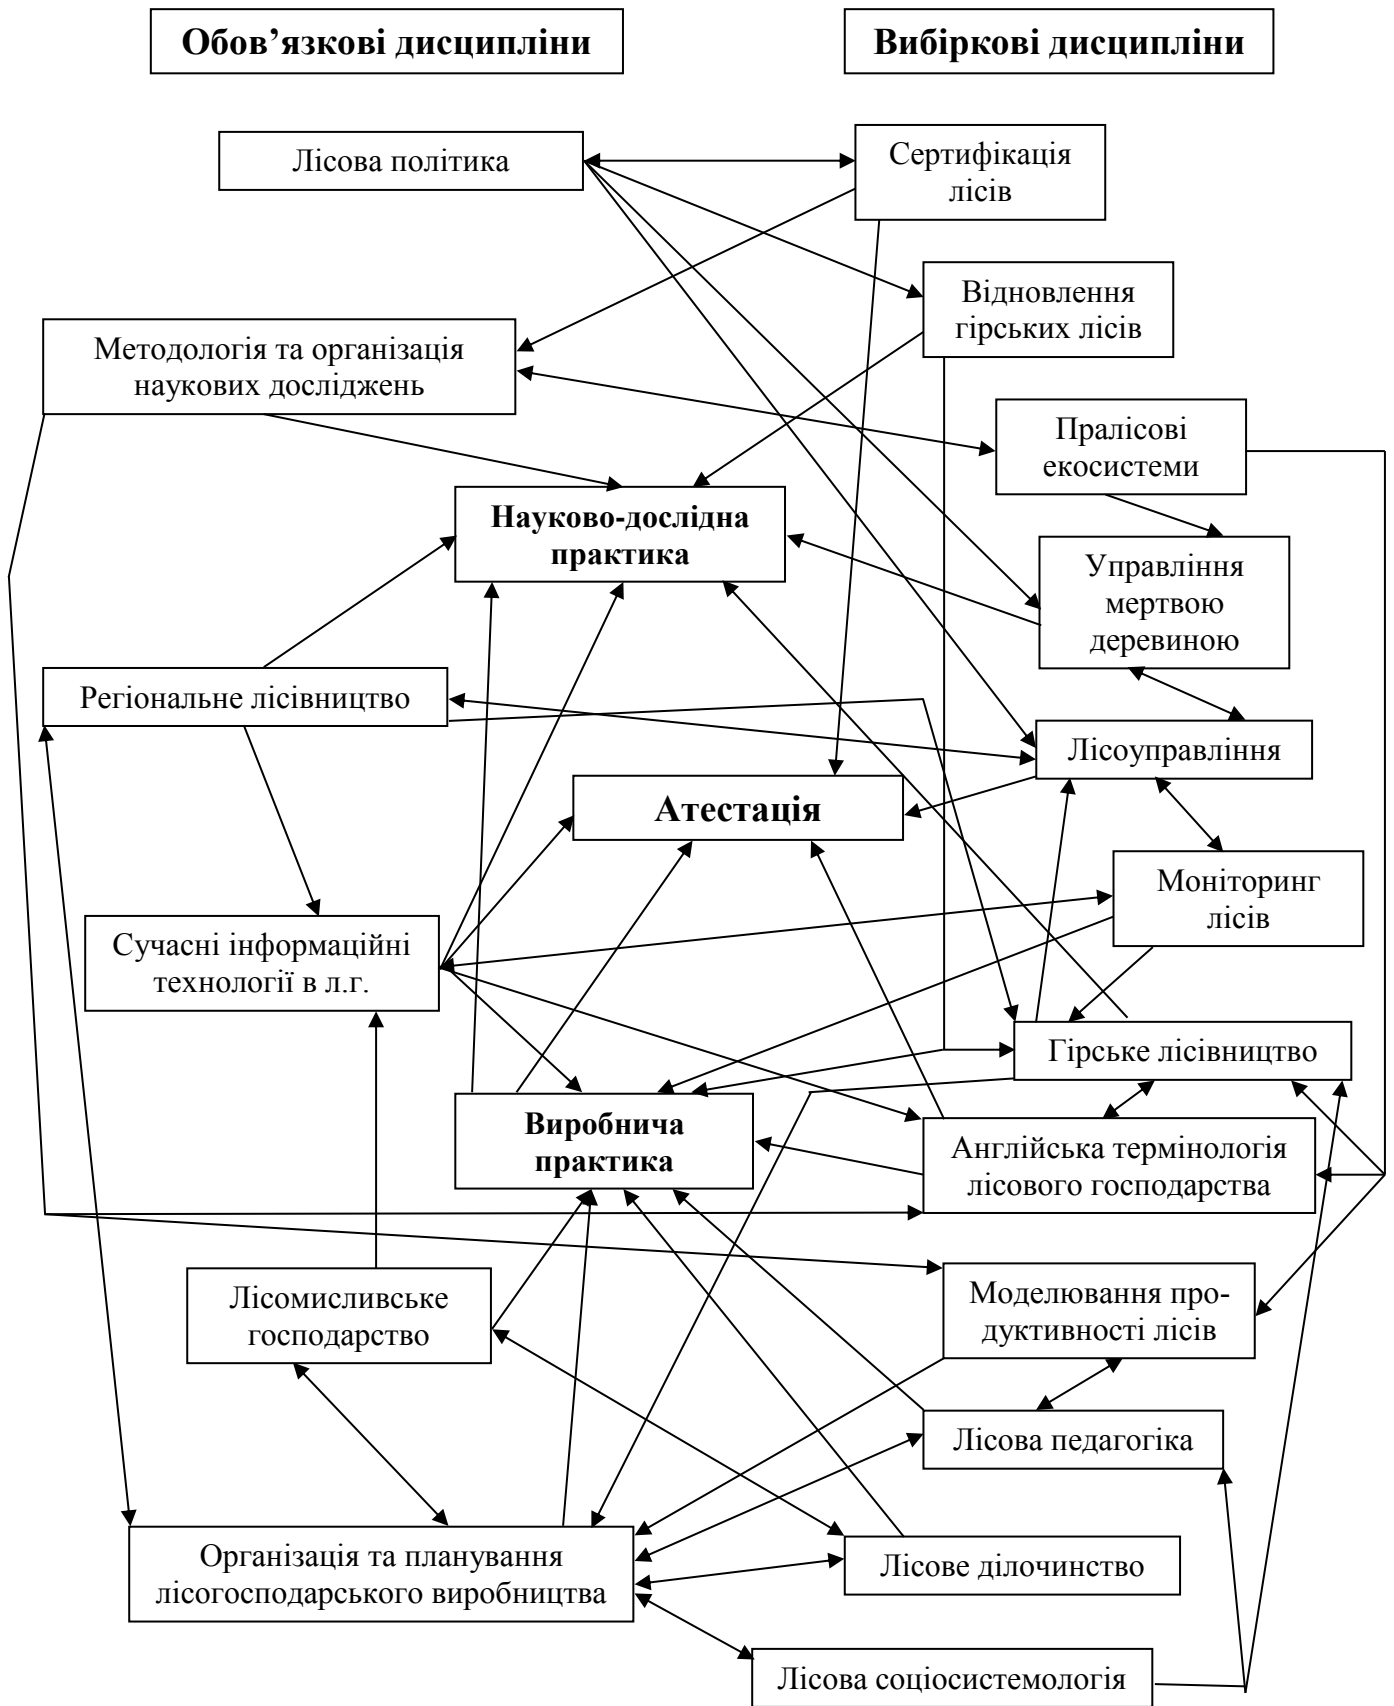 Обов’язкові дисципліни
Вибіркові дисципліни
Лісова політика
Сертифікація
лісів
Відновлення
гірських лісів
Методологія та організація
наукових досліджень
Пралісові
екосистеми
Науково-дослідна
практика
Управління
мертвою
деревиною
Регіональне лісівництво
Лісоуправління
Атестація
Моніторинг
лісів
Сучасні інформаційні
технології в л.г.
Гірське лісівництво
Виробнича
практика
Англійська термінологія
лісового господарства
Лісомисливське
господарство
Моделювання про-
дуктивності лісів
Лісова педагогіка
Організація та планування
лісогосподарського виробництва
Лісове ділочинство
Лісова соціосистемологія